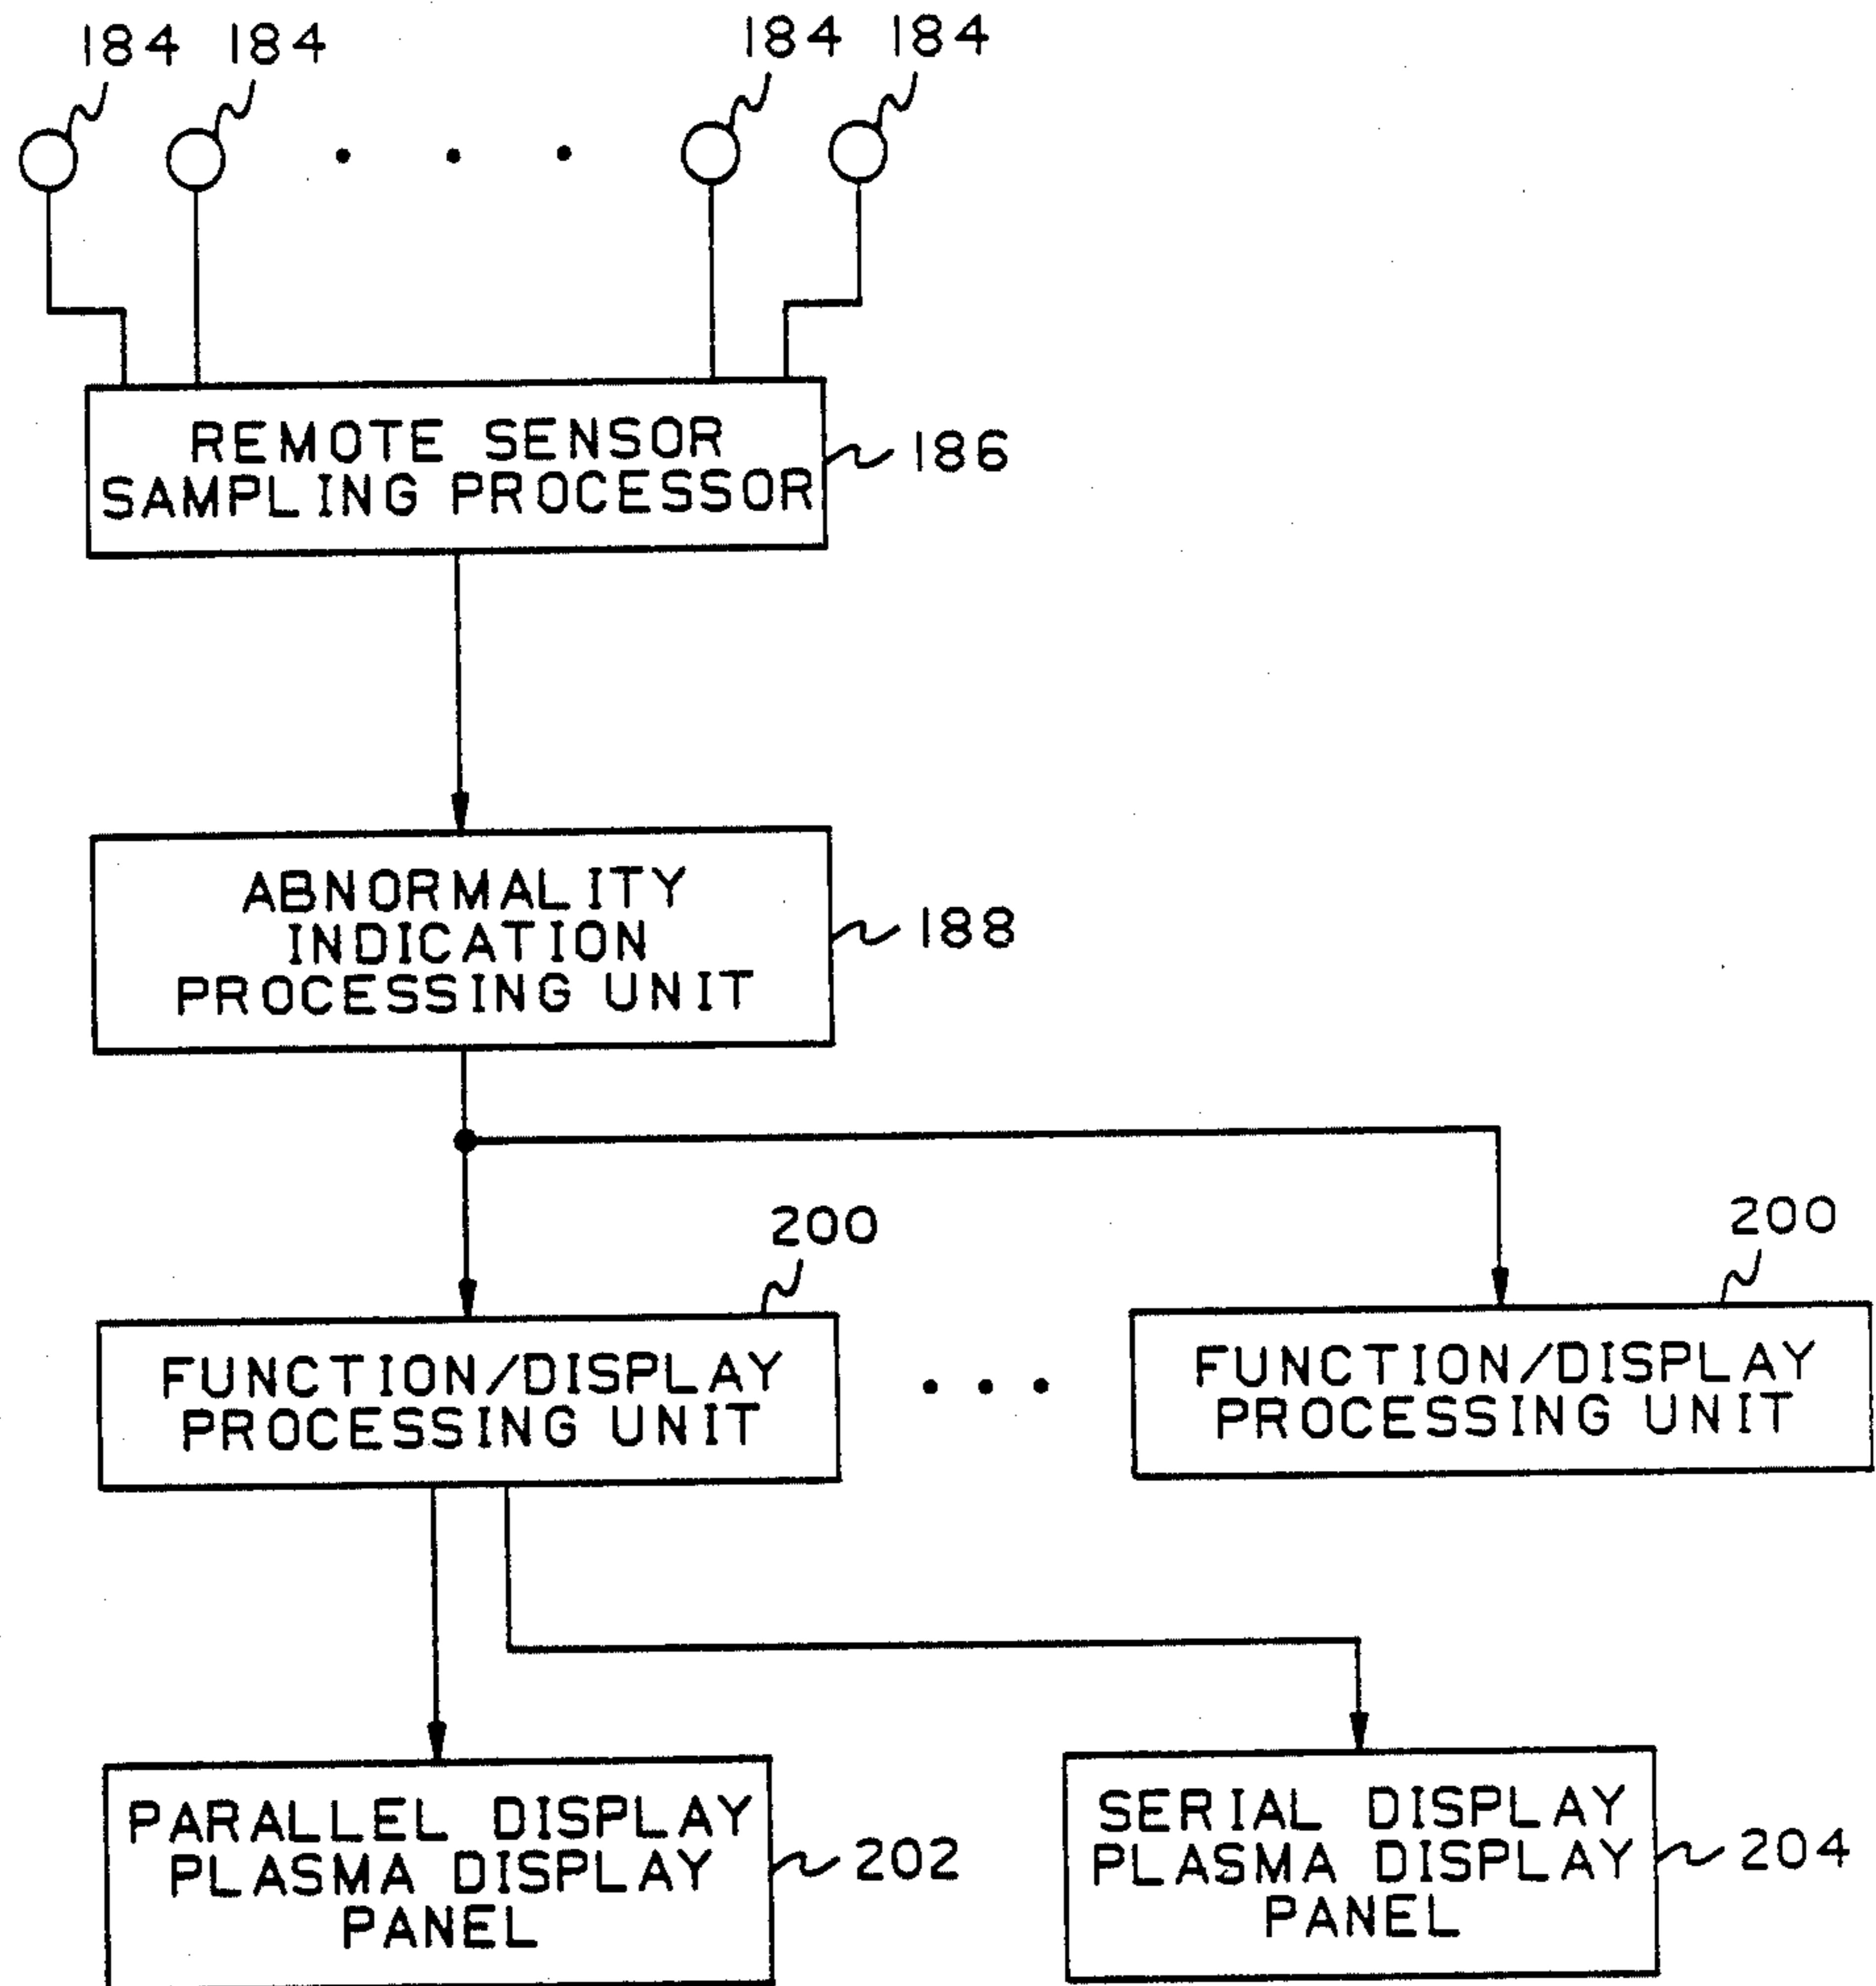 184 184 184 184
REMOTE SENSOR
SAMPLING PROCESSOR
186
ABNORMALITY
INDICATION
PROCESSING UNIT
188
200
FUNCTION/DISPLAY
PROCESSING UNIT
200
FUNCTION/DISPLAY
PROCESSING UNIT
PARALLEL DISPLAY
PLASMA DISPLAY
PANEL
202
SERIAL DISPLAY
PLASMA DISPLAY
PANEL
204